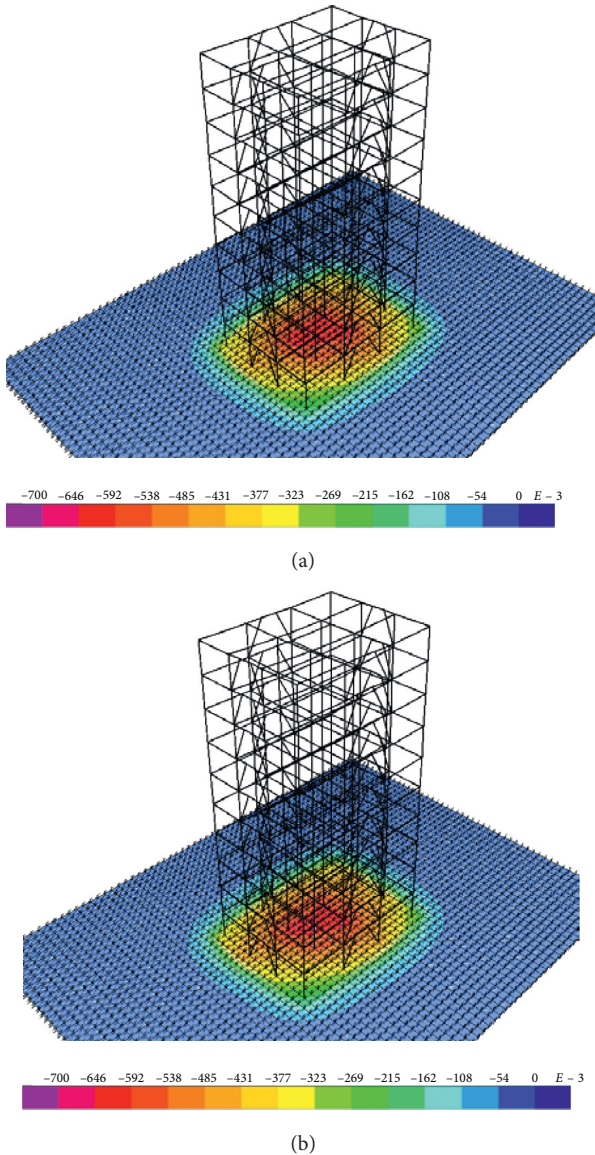 –700 –646 –592 –538 –485 –431 –377 –323 –269 –215 –162 –108 –54 0 E – 3
(a)
–700 –646 –592 –538 –485 –431 –377 –323 –269 –215 –162 –108 –54 0 E – 3
(b)